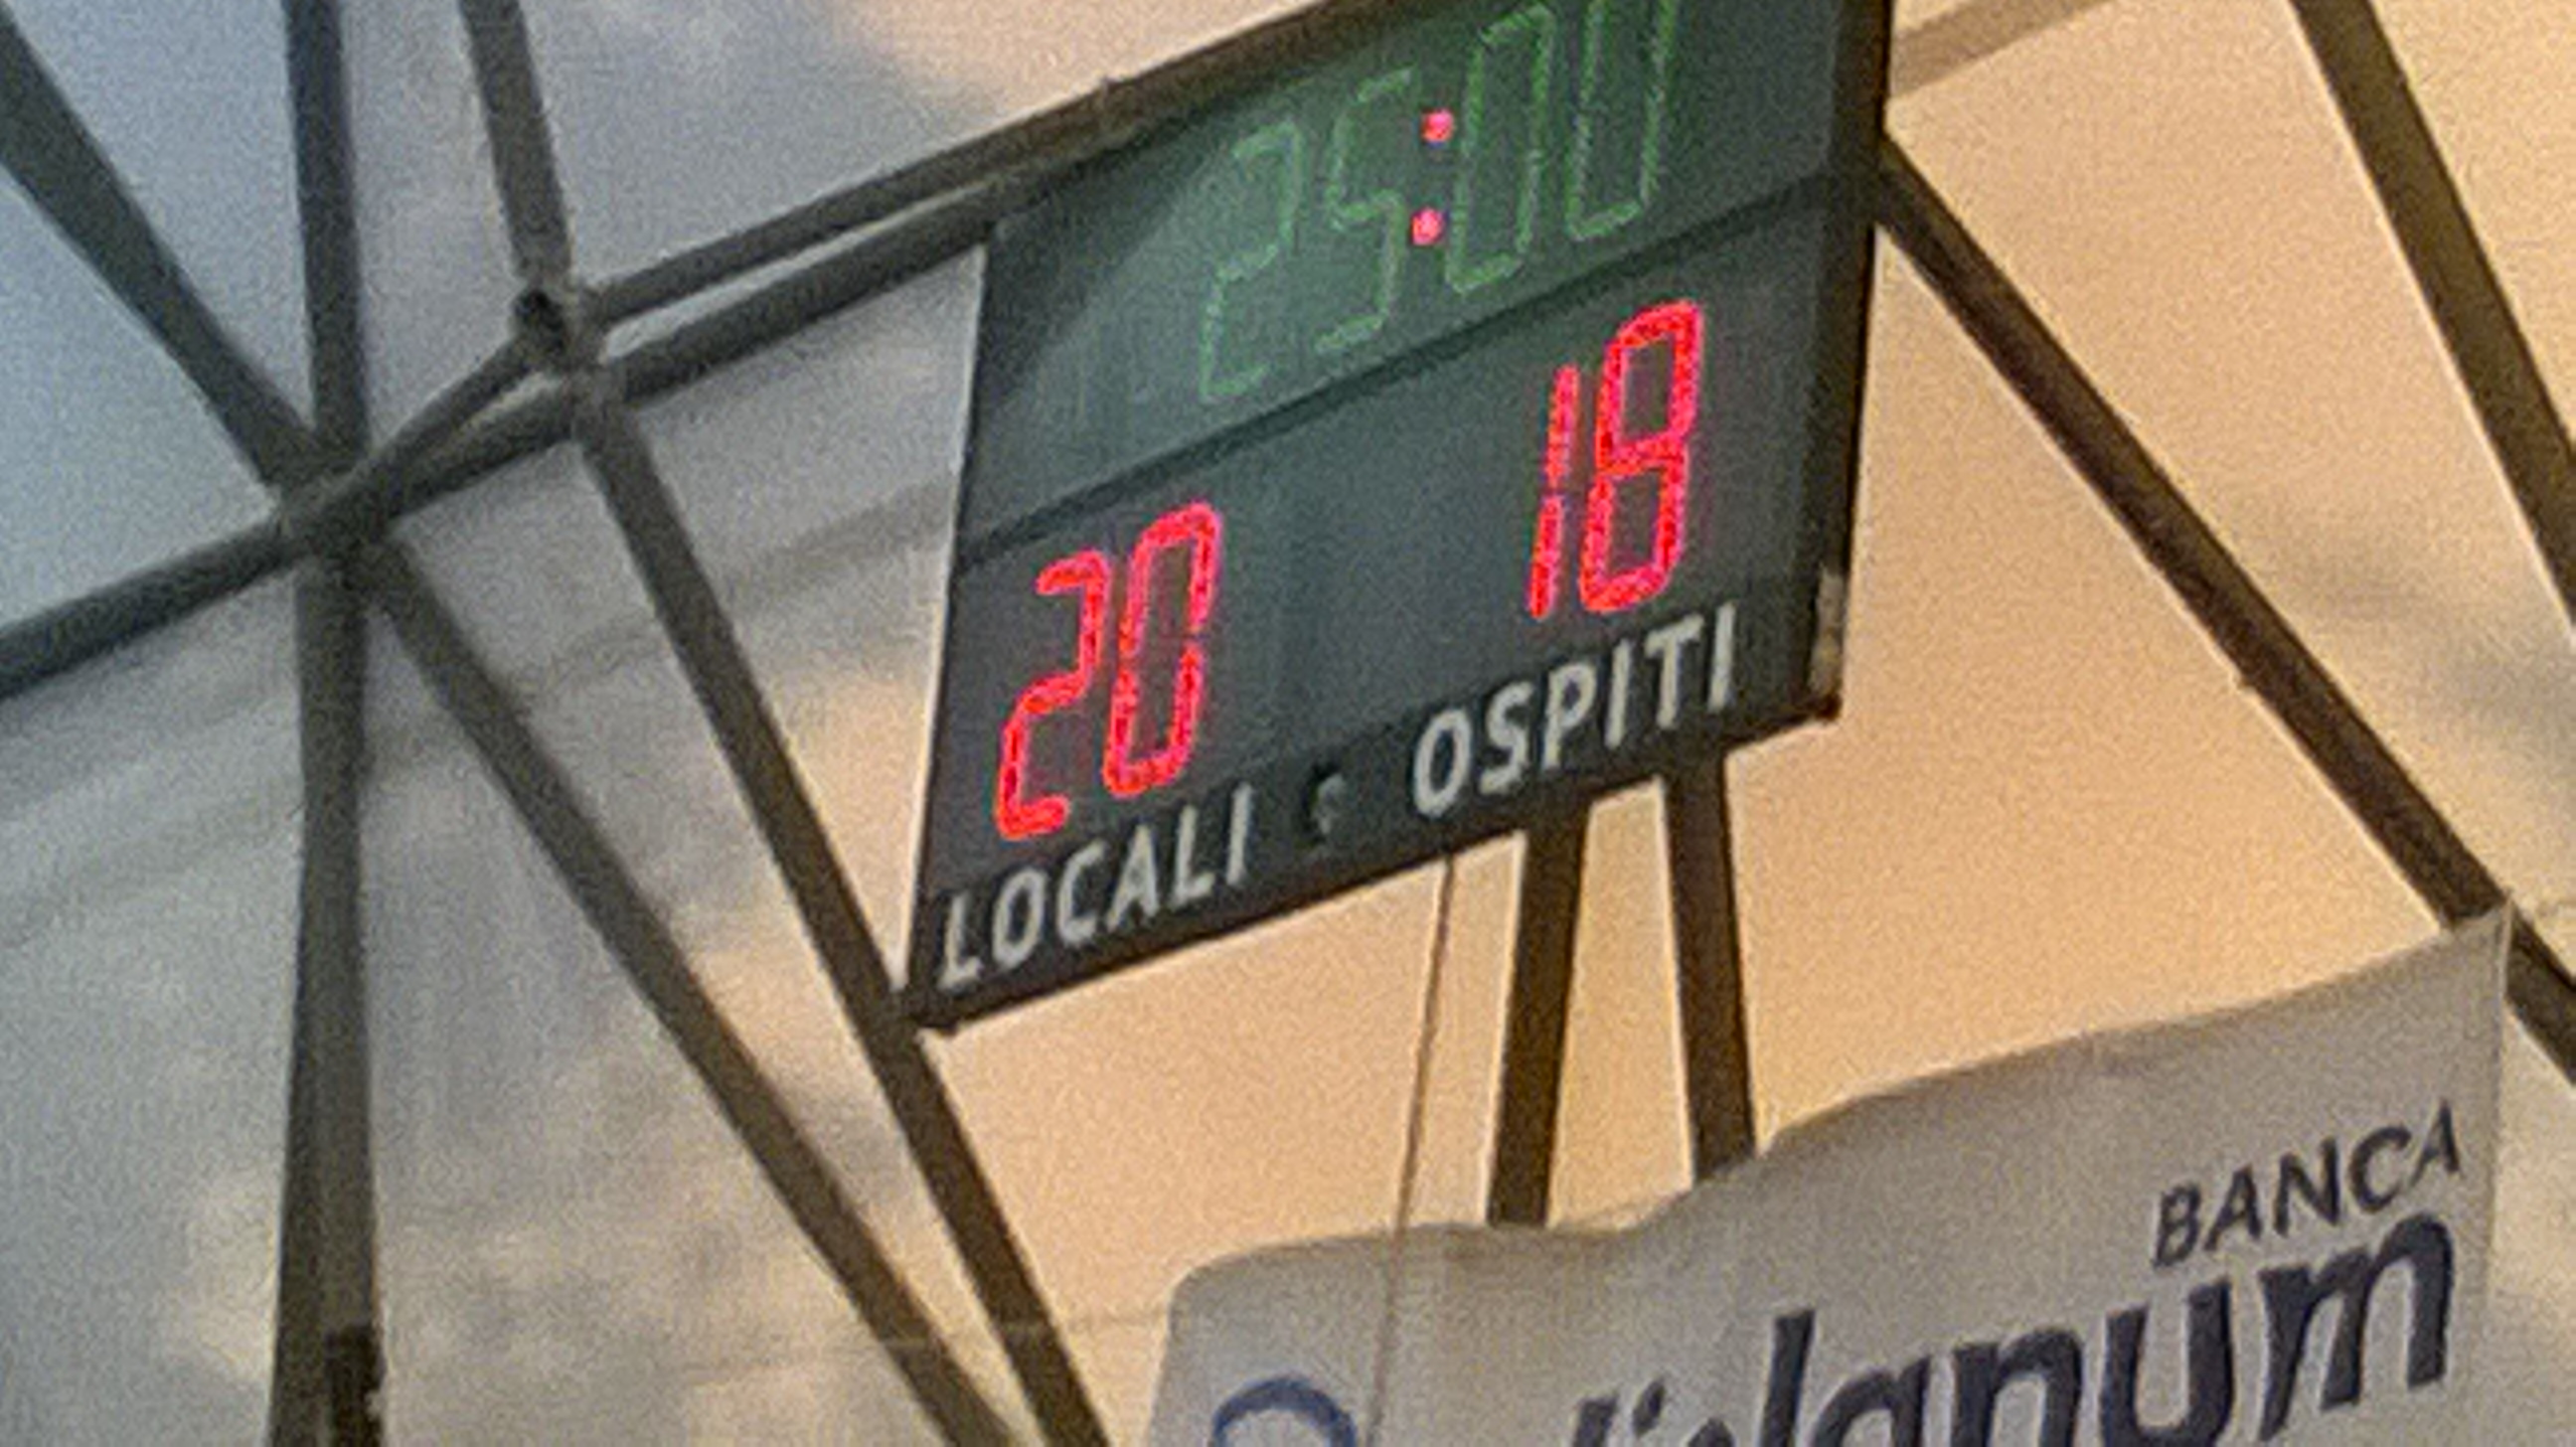 25:00
20 18
LOCALI OSPITI
BANCA